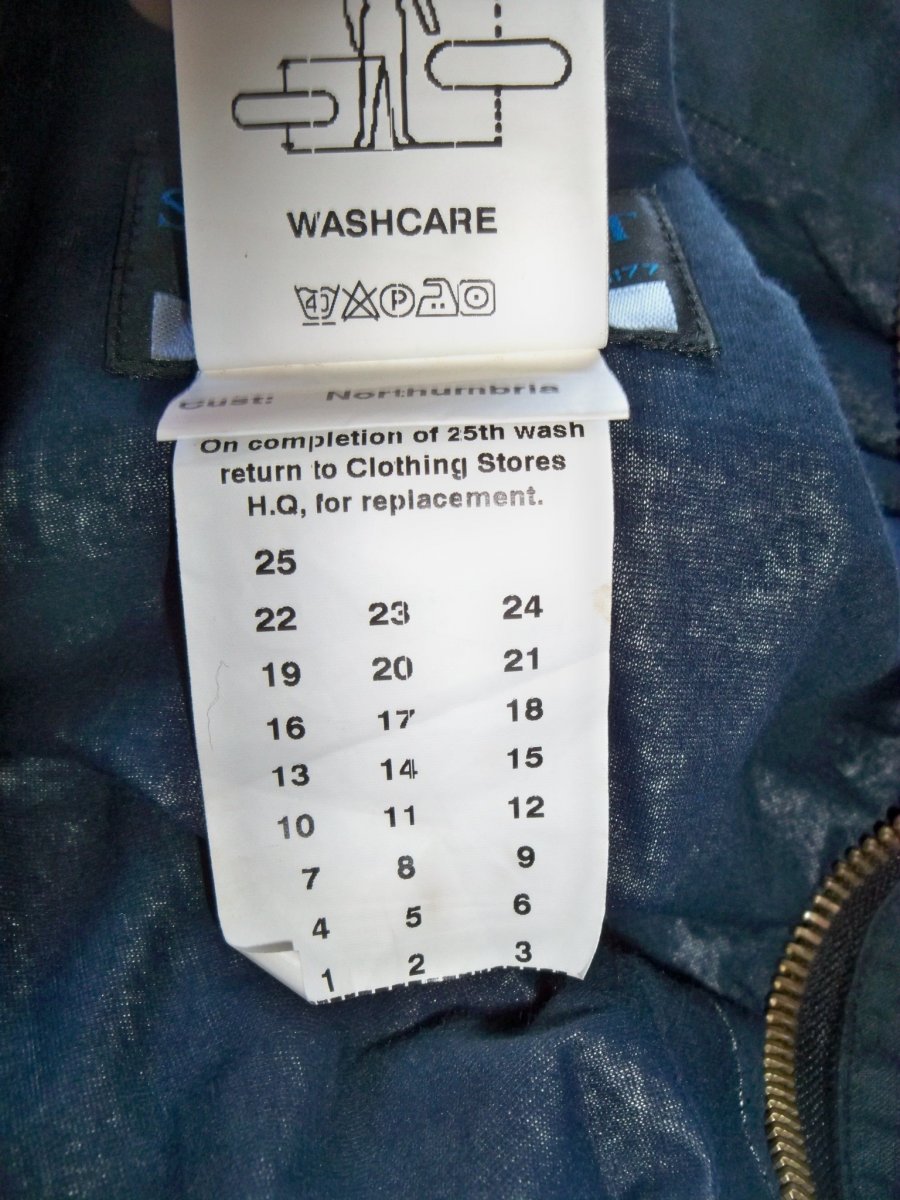 WASHCARE
40 P
Cust: Northumbria
On completion of 25th wash
return to Clothing Stores
H.Q, for replacement.
25
22 23 24
19 20 21
16 17 18
13 14 15
10 11 12
7 8 9
4 5 6
1 2 3